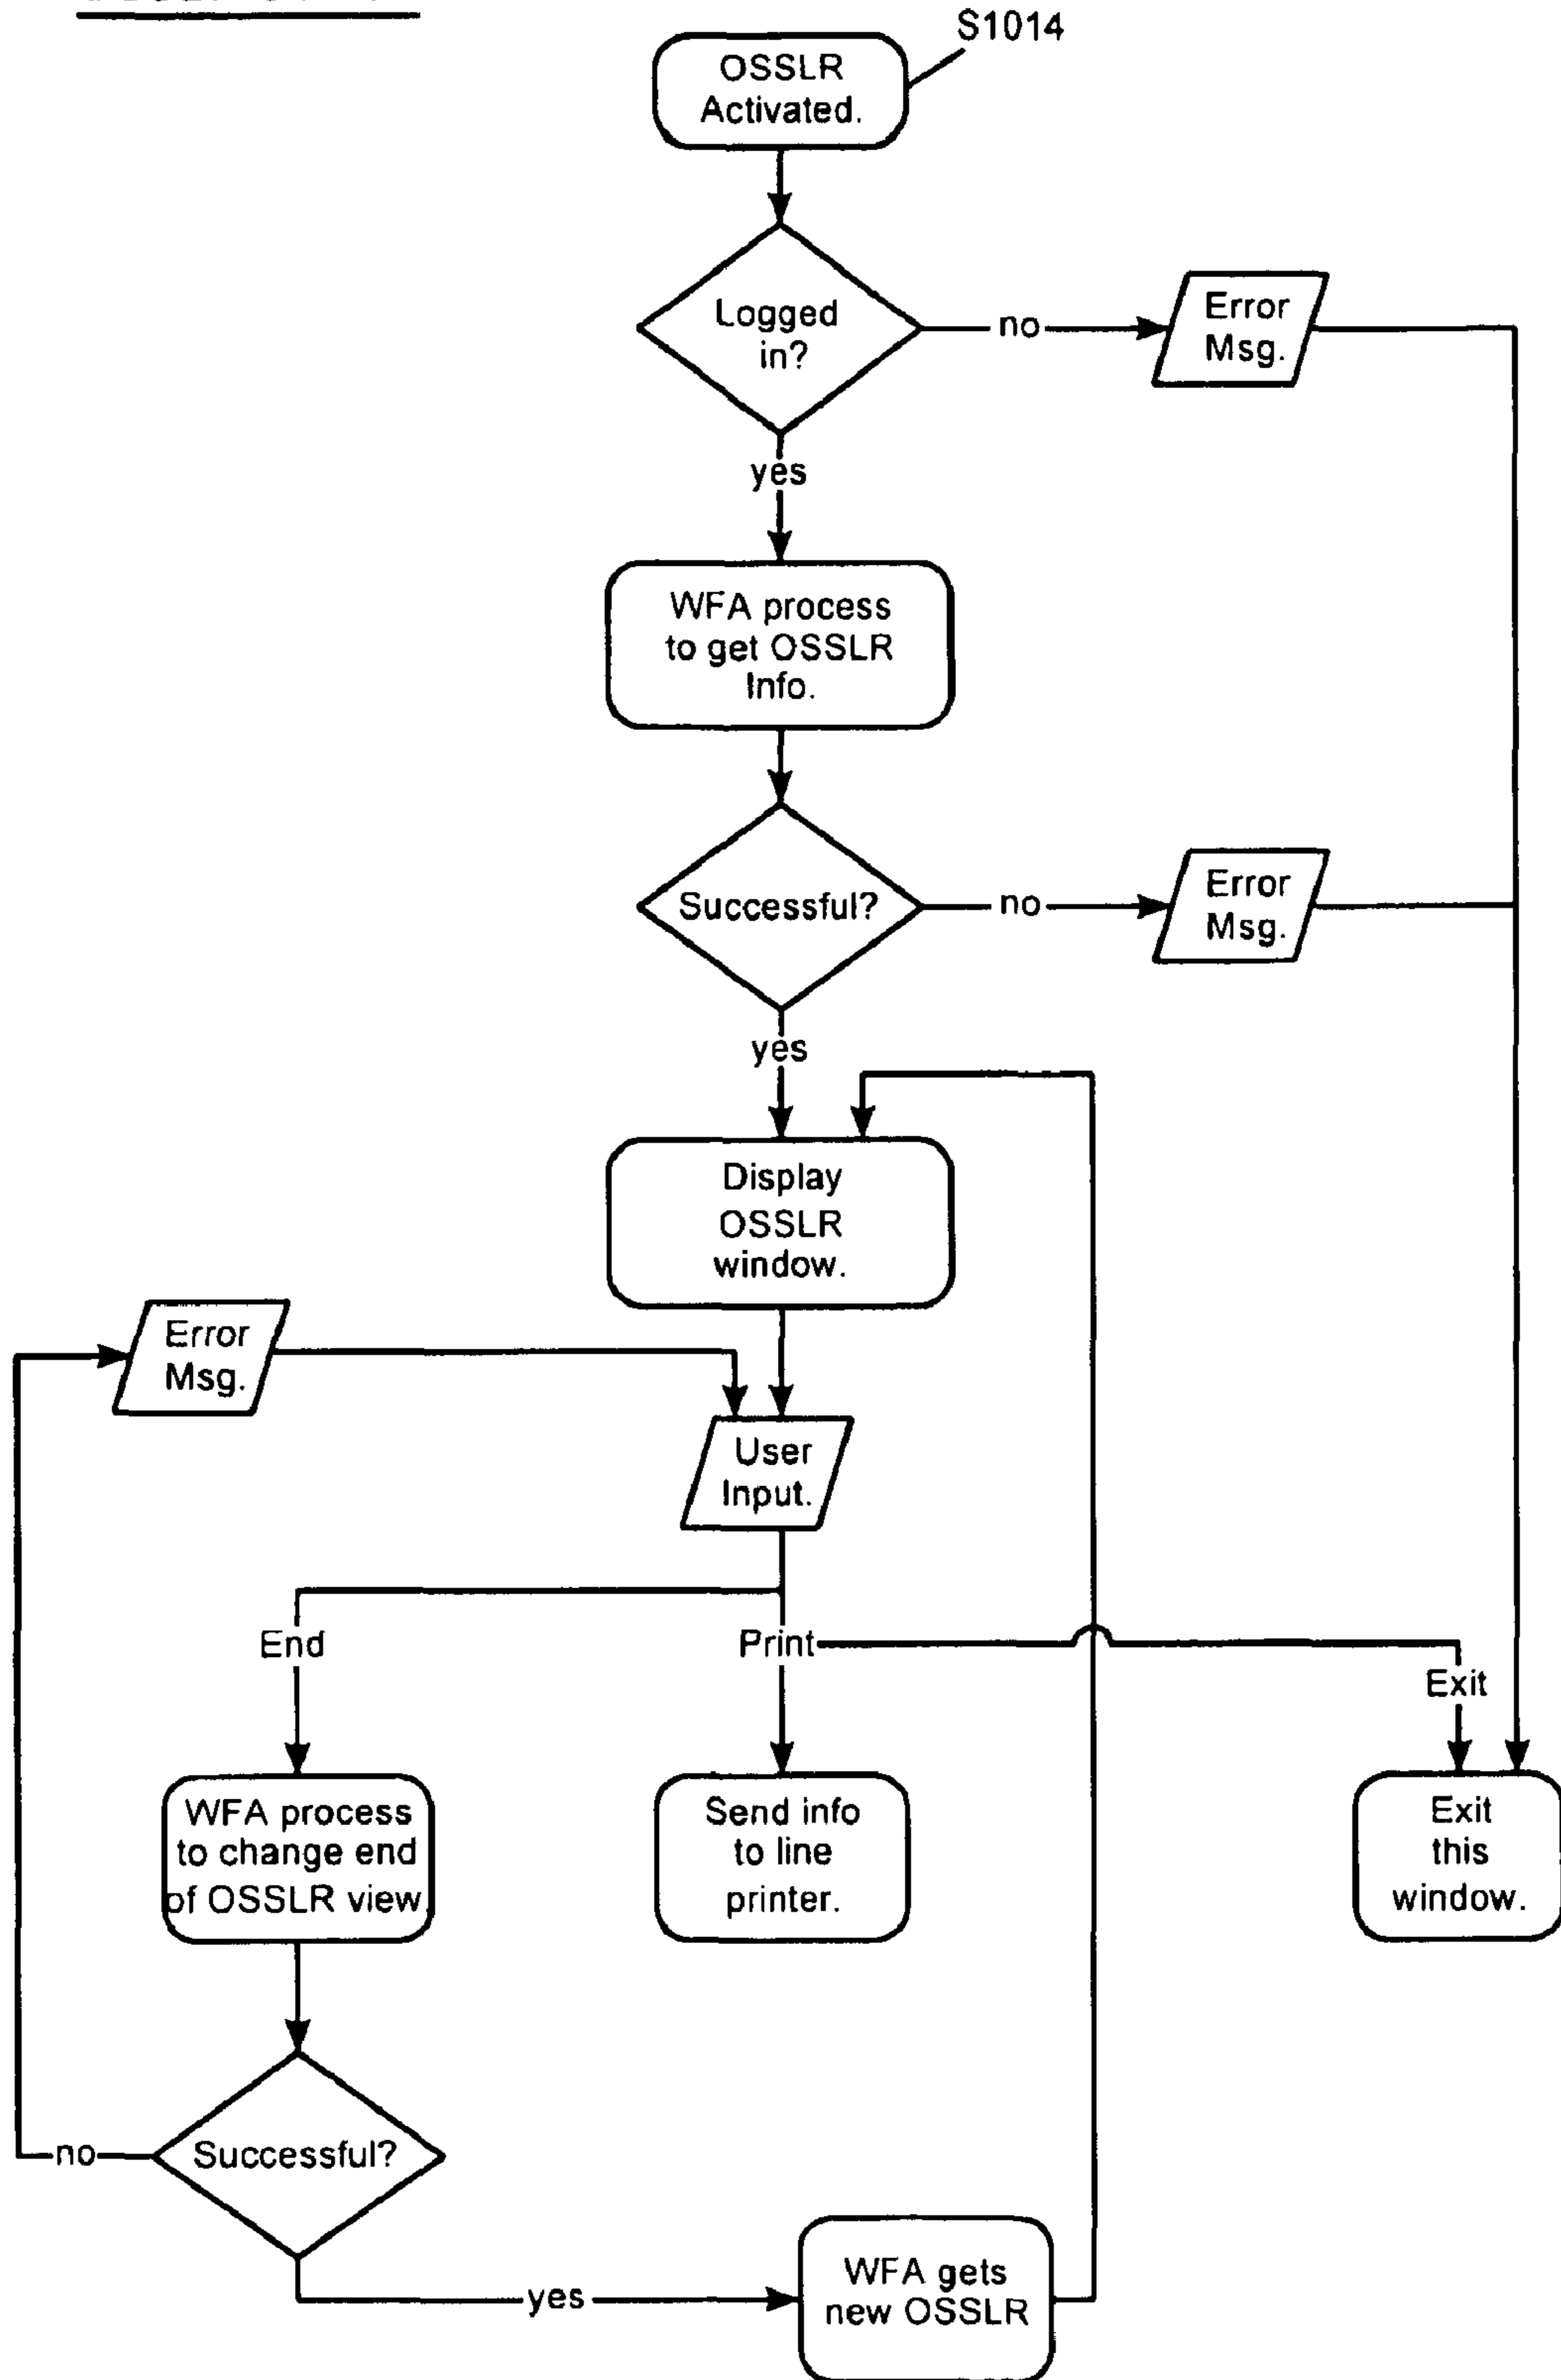 S1014
OSSLR
Activated.
Logged
in?
no
Error
Msg.
yes
WFA process
to get OSSLR
Info.
Successful?
no
Error
Msg.
yes
Display
OSSLR
window.
Error
Msg.
User
Input.
End
Print
Exit
WFA process
to change end
of OSSLR view
Send info
to line
printer.
Exit
this
window.
no
Successful?
yes
WFA gets
new OSSLR